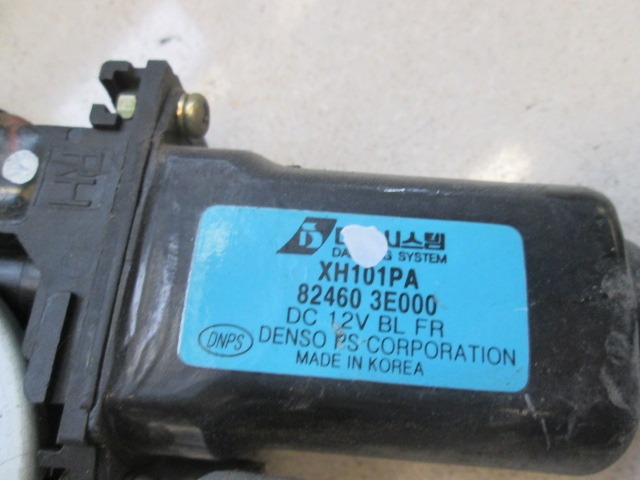 RH
시스템
SYSTEM
XH101PA
82460 3E000
DC 12V BL FR
DNPS
DENSO PS CORPORATION
MADE IN KOREA